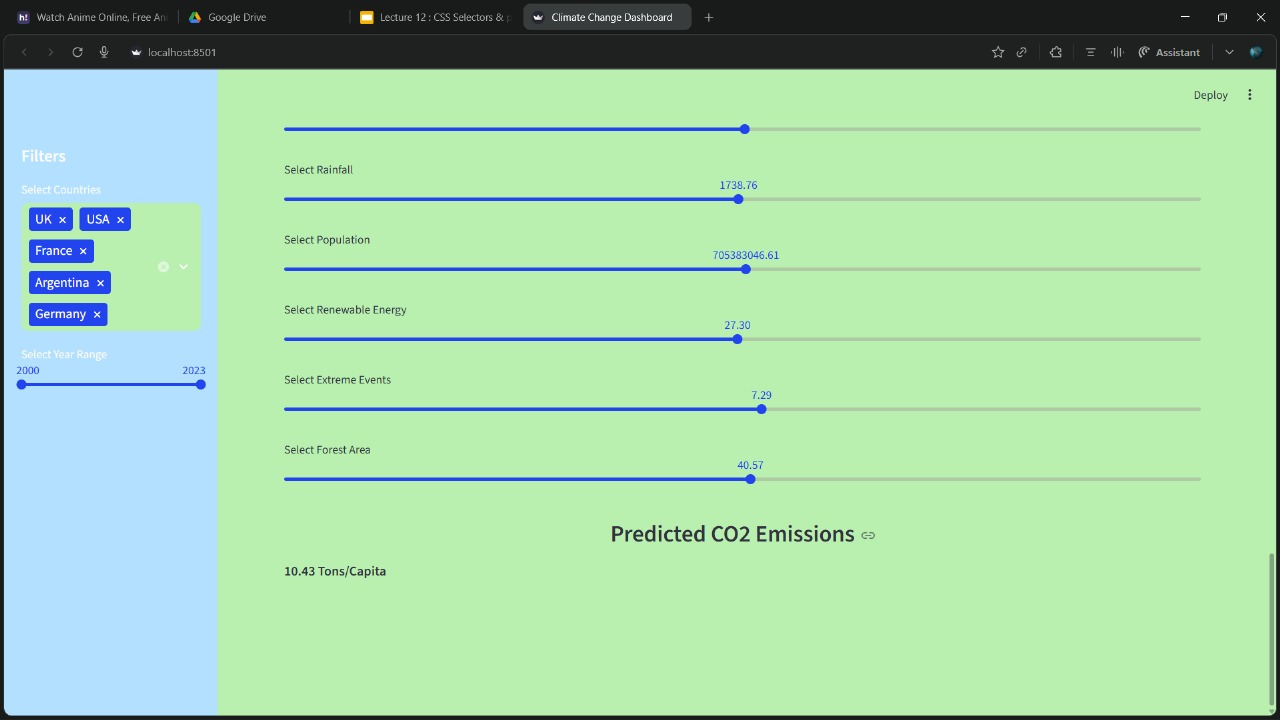 Watch Anime Online, Free An
Google Drive
Lecture 12 : CSS Selectors & p
Climate Change Dashboard
localhost:8501
Assistant
Deploy
Filters
Select Countries
UK
USA
France
Argentina
Germany
Select Year Range
2000 2023
Select Rainfall
1738.76
Select Population
705383046.61
Select Renewable Energy
27.30
Select Extreme Events
7.29
Select Forest Area
40.57
Predicted CO2 Emissions
10.43 Tons/Capita